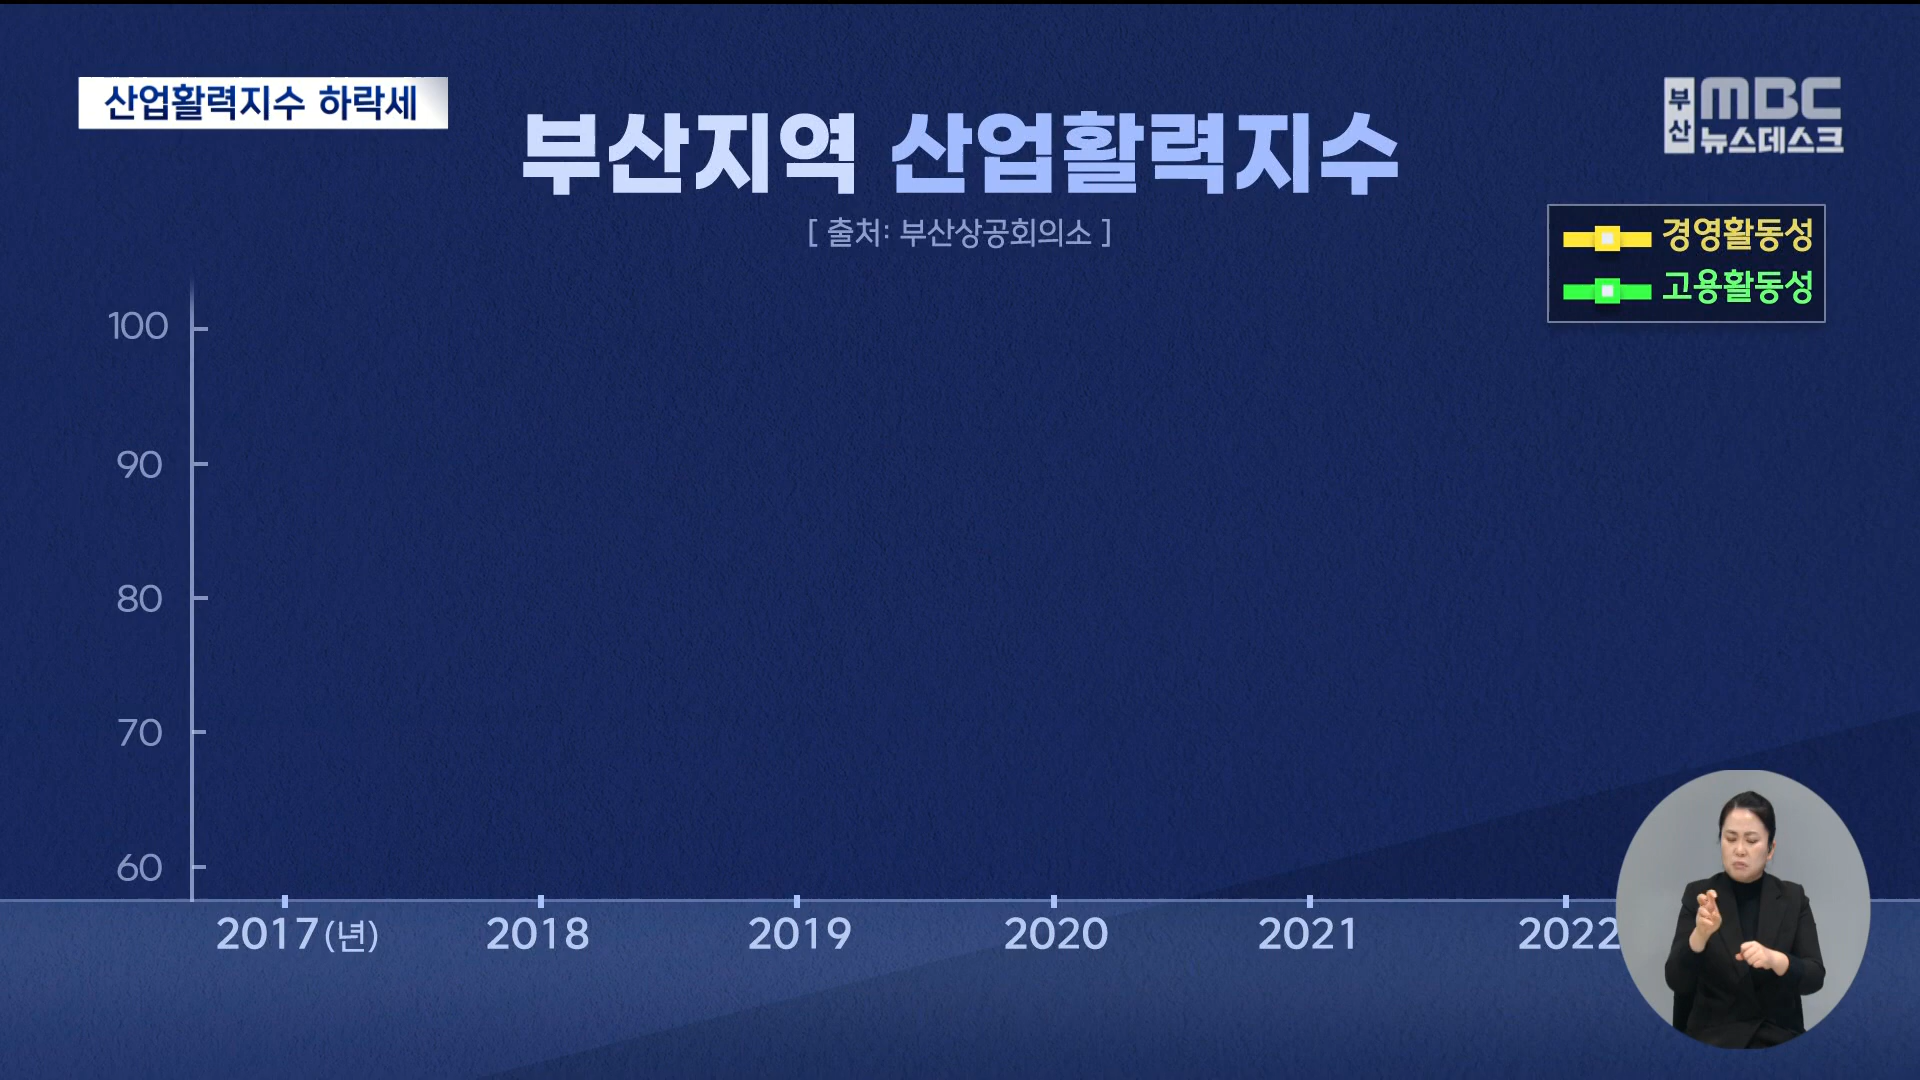 산업활력지수 하락세
부산 MBC
뉴스데스크
부산지역 산업활력지수
[ 출처: 부산상공회의소 ]
경영활동성
고용활동성
100
90
80
70
60
2017(년) 2018 2019 2020 2021 2022